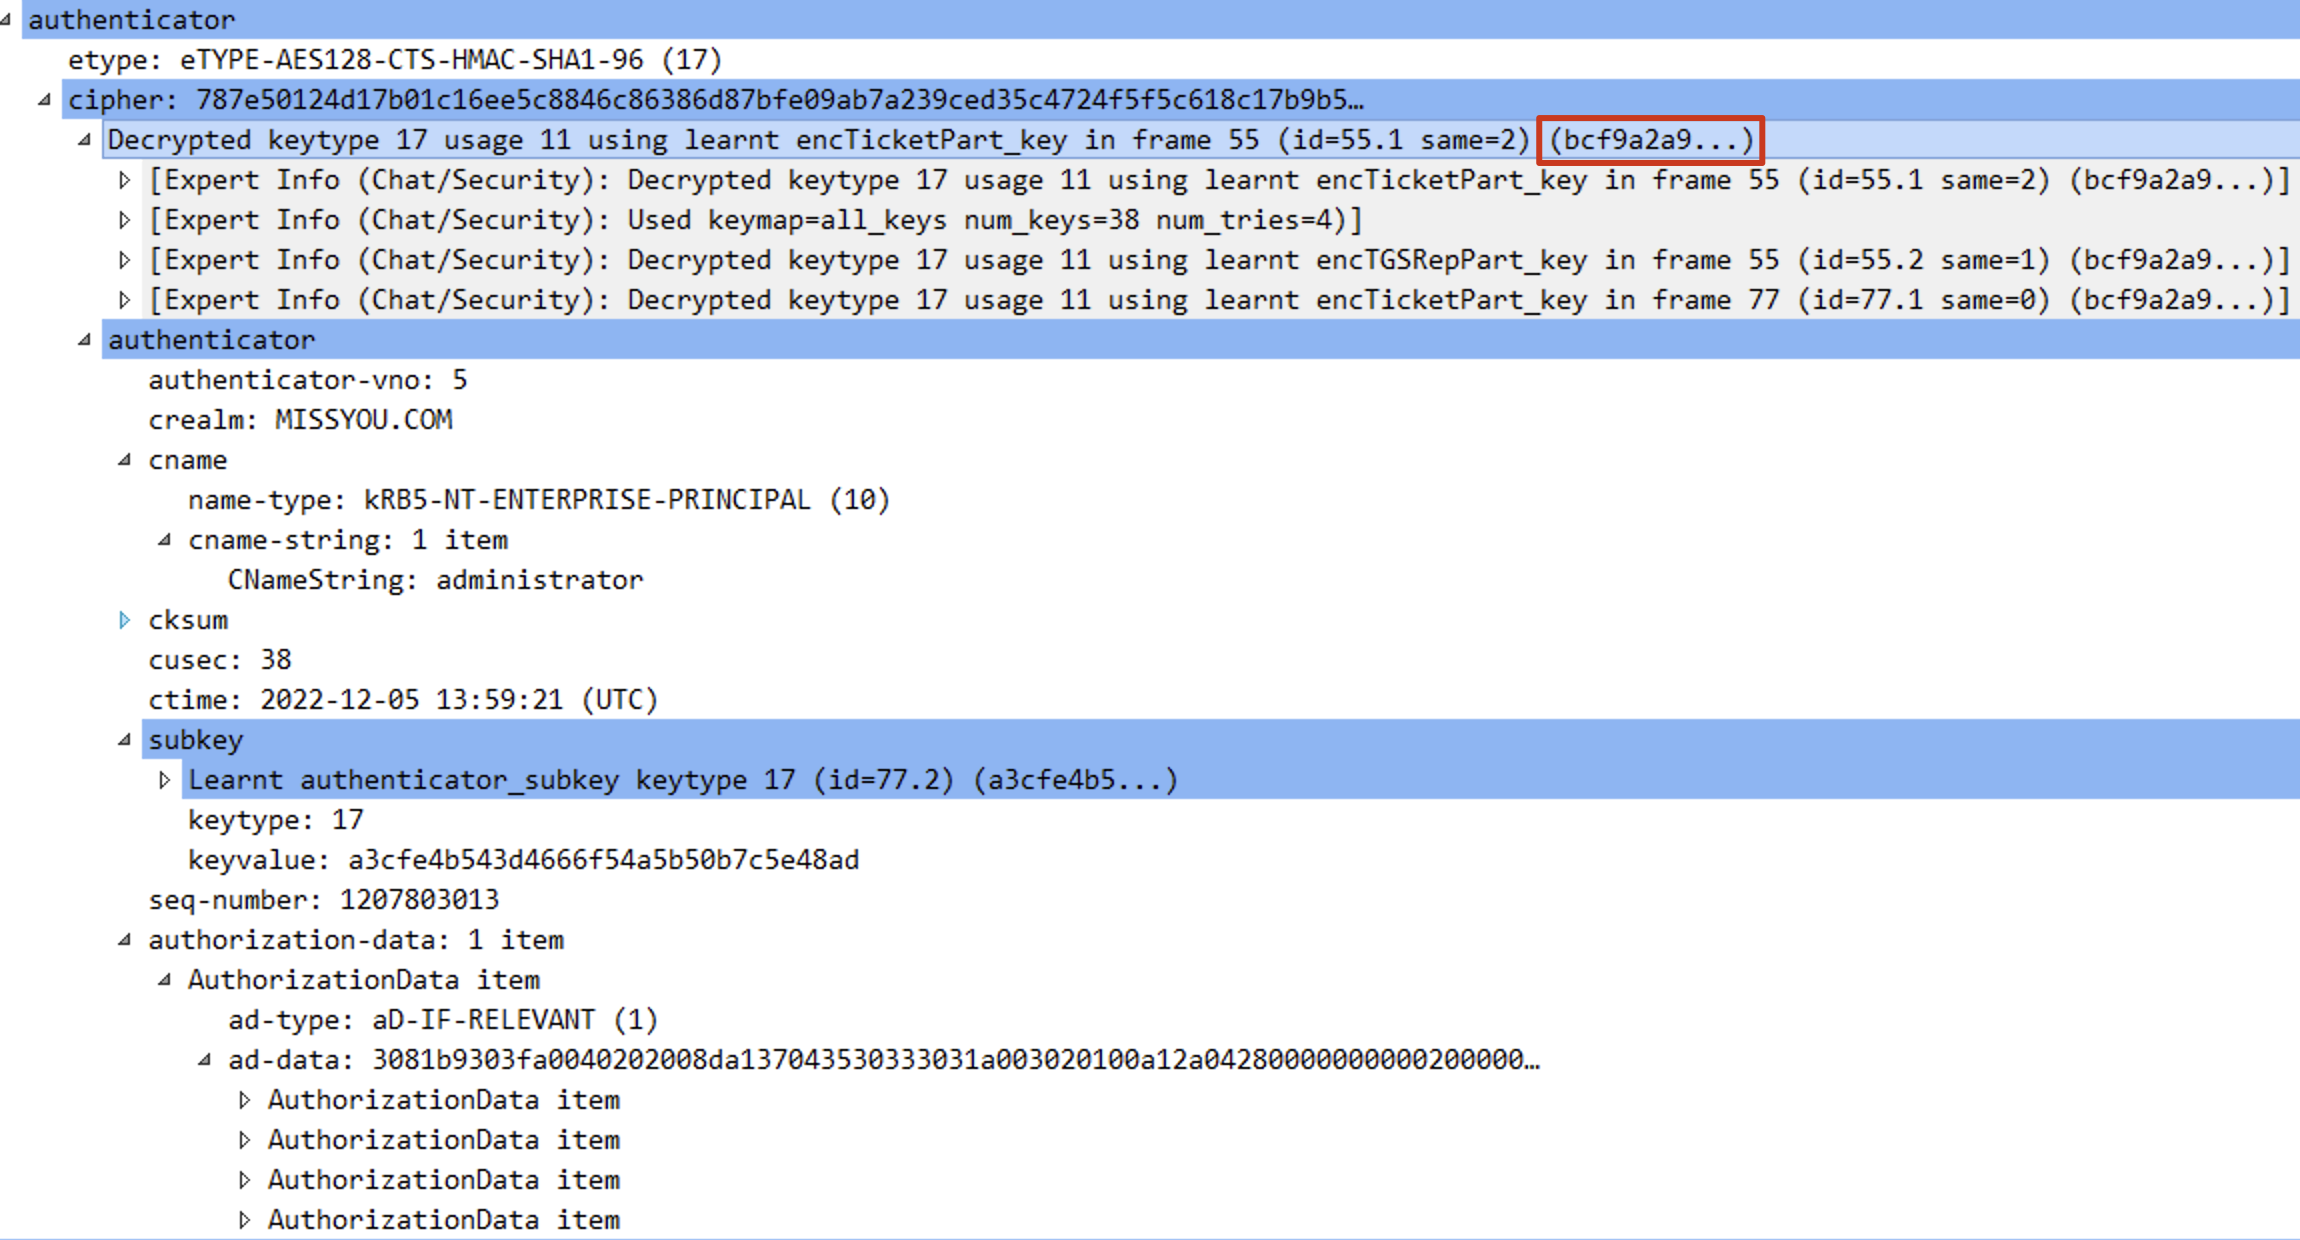 authenticator
etype: eTYPE-AES128-CTS-HMAC-SHA1-96 (17)
cipher: 787e50124d17b01c16ee5c8846c86386d87bfe09ab7a239ced35c4724f5f5c618c17b9b5…
Decrypted keytype 17 usage 11 using learnt encTicketPart_key in frame 55 (id=55.1 same=2) (bcf9a2a9...)
[Expert Info (Chat/Security): Decrypted keytype 17 usage 11 using learnt encTicketPart_key in frame 55 (id=55.1 same=2) (bcf9a2a9...)]
[Expert Info (Chat/Security): Used keymap=all_keys num_keys=38 num_tries=4)]
[Expert Info (Chat/Security): Decrypted keytype 17 usage 11 using learnt encTGSRepPart_key in frame 55 (id=55.2 same=1) (bcf9a2a9...)]
[Expert Info (Chat/Security): Decrypted keytype 17 usage 11 using learnt encTicketPart_key in frame 77 (id=77.1 same=0) (bcf9a2a9...)]
authenticator
authenticator-vno: 5
crealm: MISSYOU.COM
cname
name-type: kRB5-NT-ENTERPRISE-PRINCIPAL (10)
cname-string: 1 item
CNameString: administrator
cksum
cusec: 38
ctime: 2022-12-05 13:59:21 (UTC)
subkey
Learnt authenticator_subkey keytype 17 (id=77.2) (a3cfe4b5...)
keytype: 17
keyvalue: a3cfe4b543d4666f54a5b50b7c5e48ad
seq-number: 1207803013
authorization-data: 1 item
AuthorizationData item
ad-type: aD-IF-RELEVANT (1)
ad-data: 3081b9303fa0040202008da137043530333031a003020100a12a04280000000000200000…
AuthorizationData item
AuthorizationData item
AuthorizationData item
AuthorizationData item